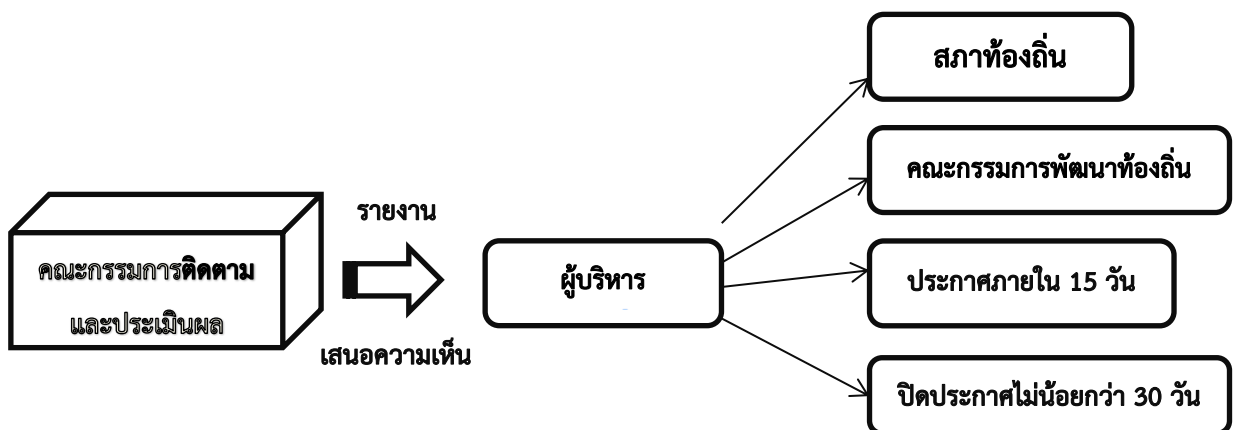 คณะกรรมการติดตาม
และประเมินผล
รายงาน
เสนอความเห็น
ผู้บริหาร
สภาท้องถิ่น
คณะกรรมการพัฒนาท้องถิ่น
ประกาศภายใน 15 วัน
ปิดประกาศไม่น้อยกว่า 30 วัน